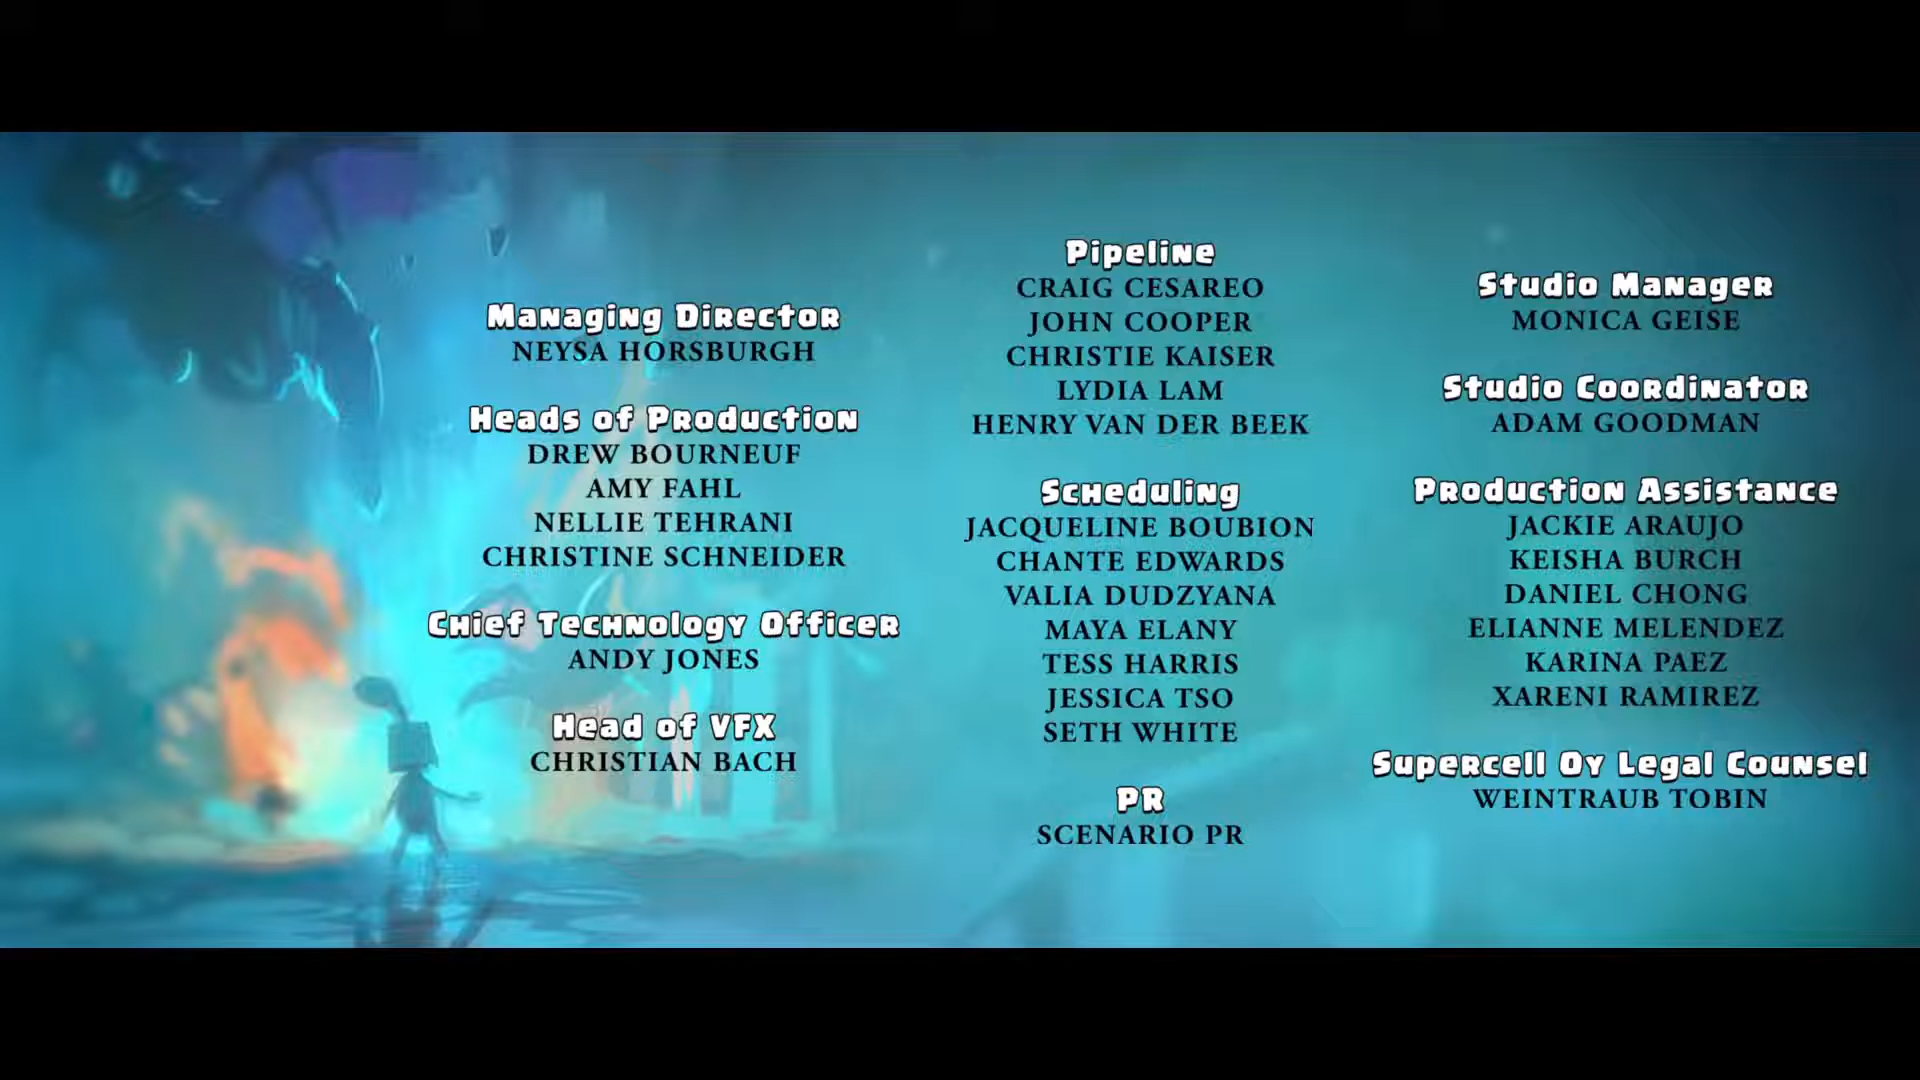 Managing Director
NEYSA HORSBURGH
Heads of Production
DREW BOURNEUF
AMY FAHL
NELLIE TEHRANI
CHRISTINE SCHNEIDER
Chief Technology Officer
ANDY JONES
Head of VFX
CHRISTIAN BACH
Pipeline
CRAIG CESAREO
JOHN COOPER
CHRISTIE KAISER
LYDIA LAM
HENRY VAN DER BEEK
Scheduling
JACQUELINE BOUBION
CHANTE EDWARDS
VALIA DUDZYANA
MAYA ELANY
TESS HARRIS
JESSICA TSO
SETH WHITE
PR
SCENARIO PR
Studio Manager
MONICA GEISE
Studio Coordinator
ADAM GOODMAN
Production Assistance
JACKIE ARAUJO
KEISHA BURCH
DANIEL CHONG
ELIANNE MELENDEZ
KARINA PAEZ
XARENI RAMIREZ
Supercell Oy Legal Counsel
WEINTRAUB TOBIN